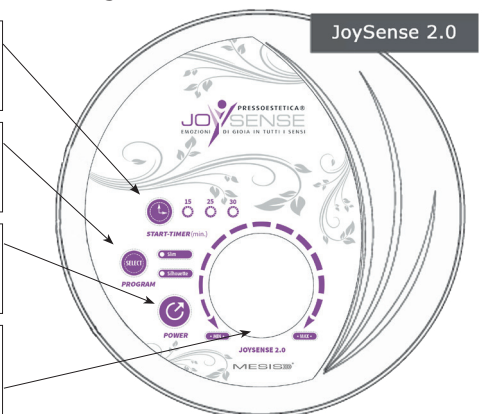 JoySense 2.0
PRESSOESTETICA®
JOYSENSE
EMOZIONI DI GIOIA IN TUTTI I SENSI
15 25 30
START-TIMER (min.)
SELECT
Slim
Silhouette
PROGRAM
POWER
• MIN •
• MAX •
JOYSENSE 2.0
MESIS®